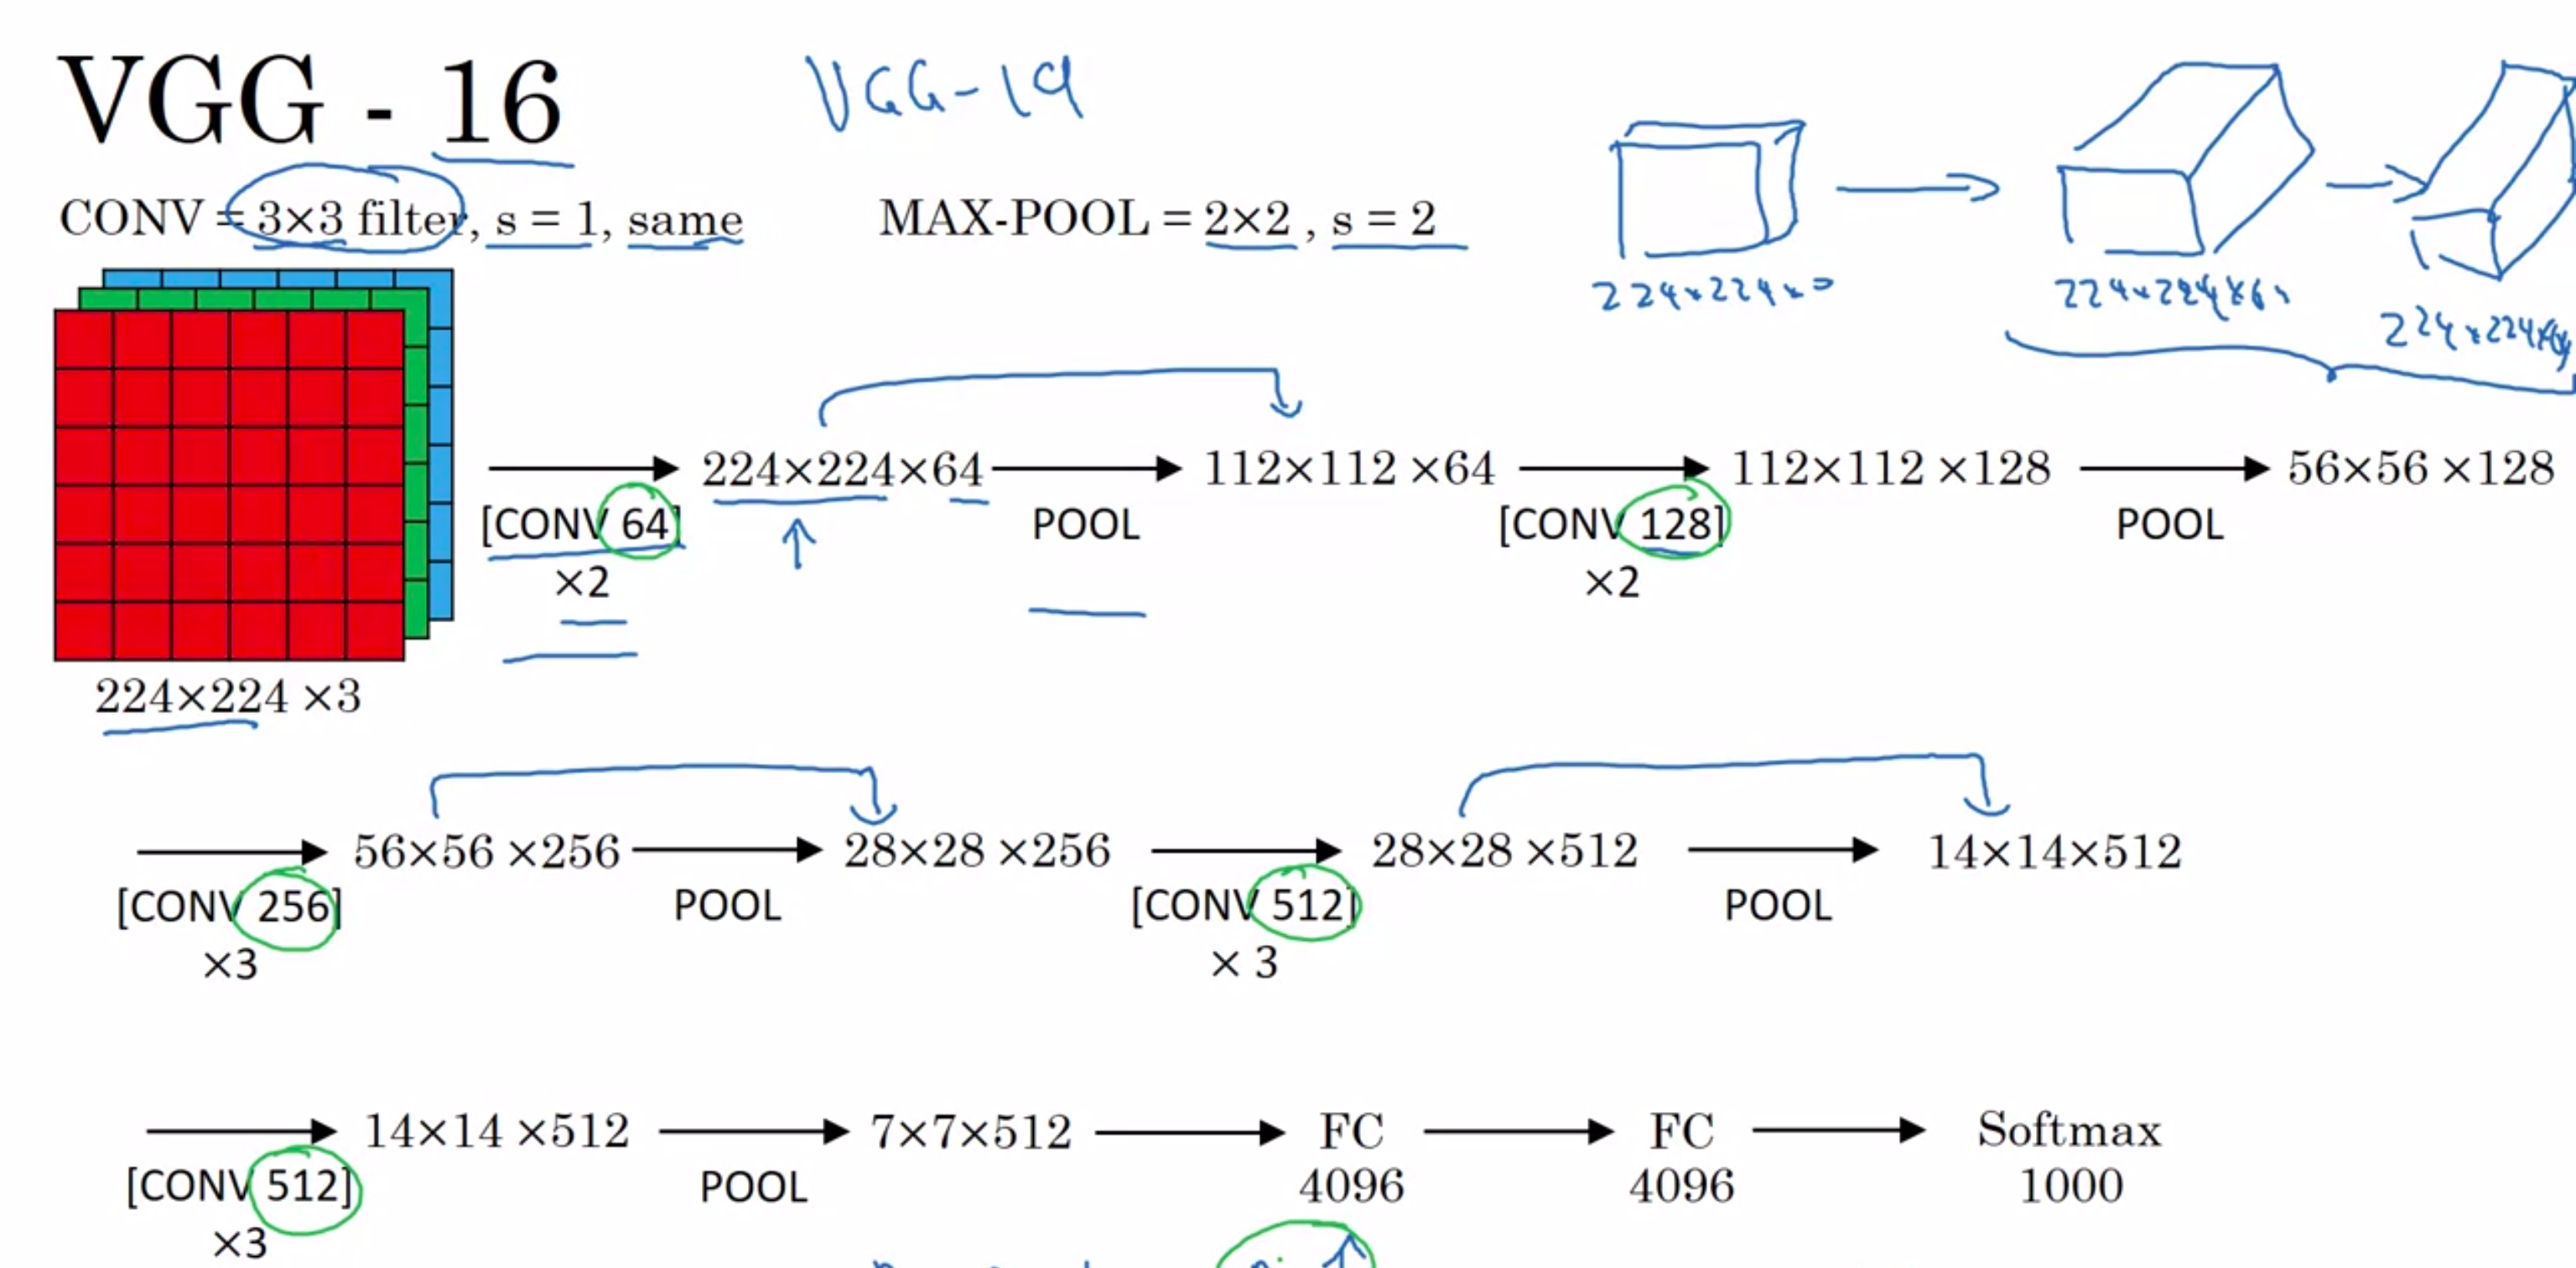 VGG - 16 VGG-19
CONV = 3×3 filter, s = 1, same MAX-POOL = 2×2 , s = 2
224×224×3 224×224×64
224×224×64
224×224×64 112×112 ×64 112×112 ×128 56×56 ×128
[CONV 64] POOL [CONV 128] POOL
×2 ×2
224×224 ×3
56×56 ×256 28×28 ×256 28×28 ×512 14×14×512
[CONV 256] POOL [CONV 512] POOL
×3 × 3
14×14 ×512 7×7×512 FC FC Softmax
[CONV 512] POOL 4096 4096 1000
×3